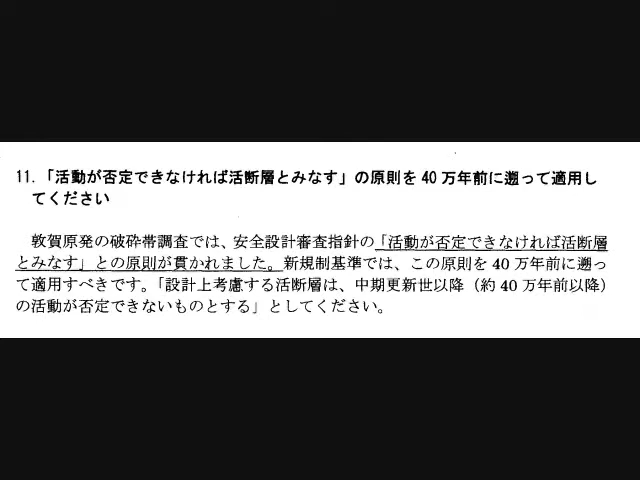 11.「活動が否定できなければ活断層とみなす」の原則を 40 万年前に遡って適用し
てください
敦賀原発の破砕帯調査では、安全設計審査指針の「活動が否定できなければ活断層
とみなす」との原則が貫かれました。新規制基準では、この原則を 40 万年前に遡っ
て適用すべきです。「設計上考慮する活断層は、中期更新世以降（約 40 万年前以降）
の活動が否定できないものとする」としてください。